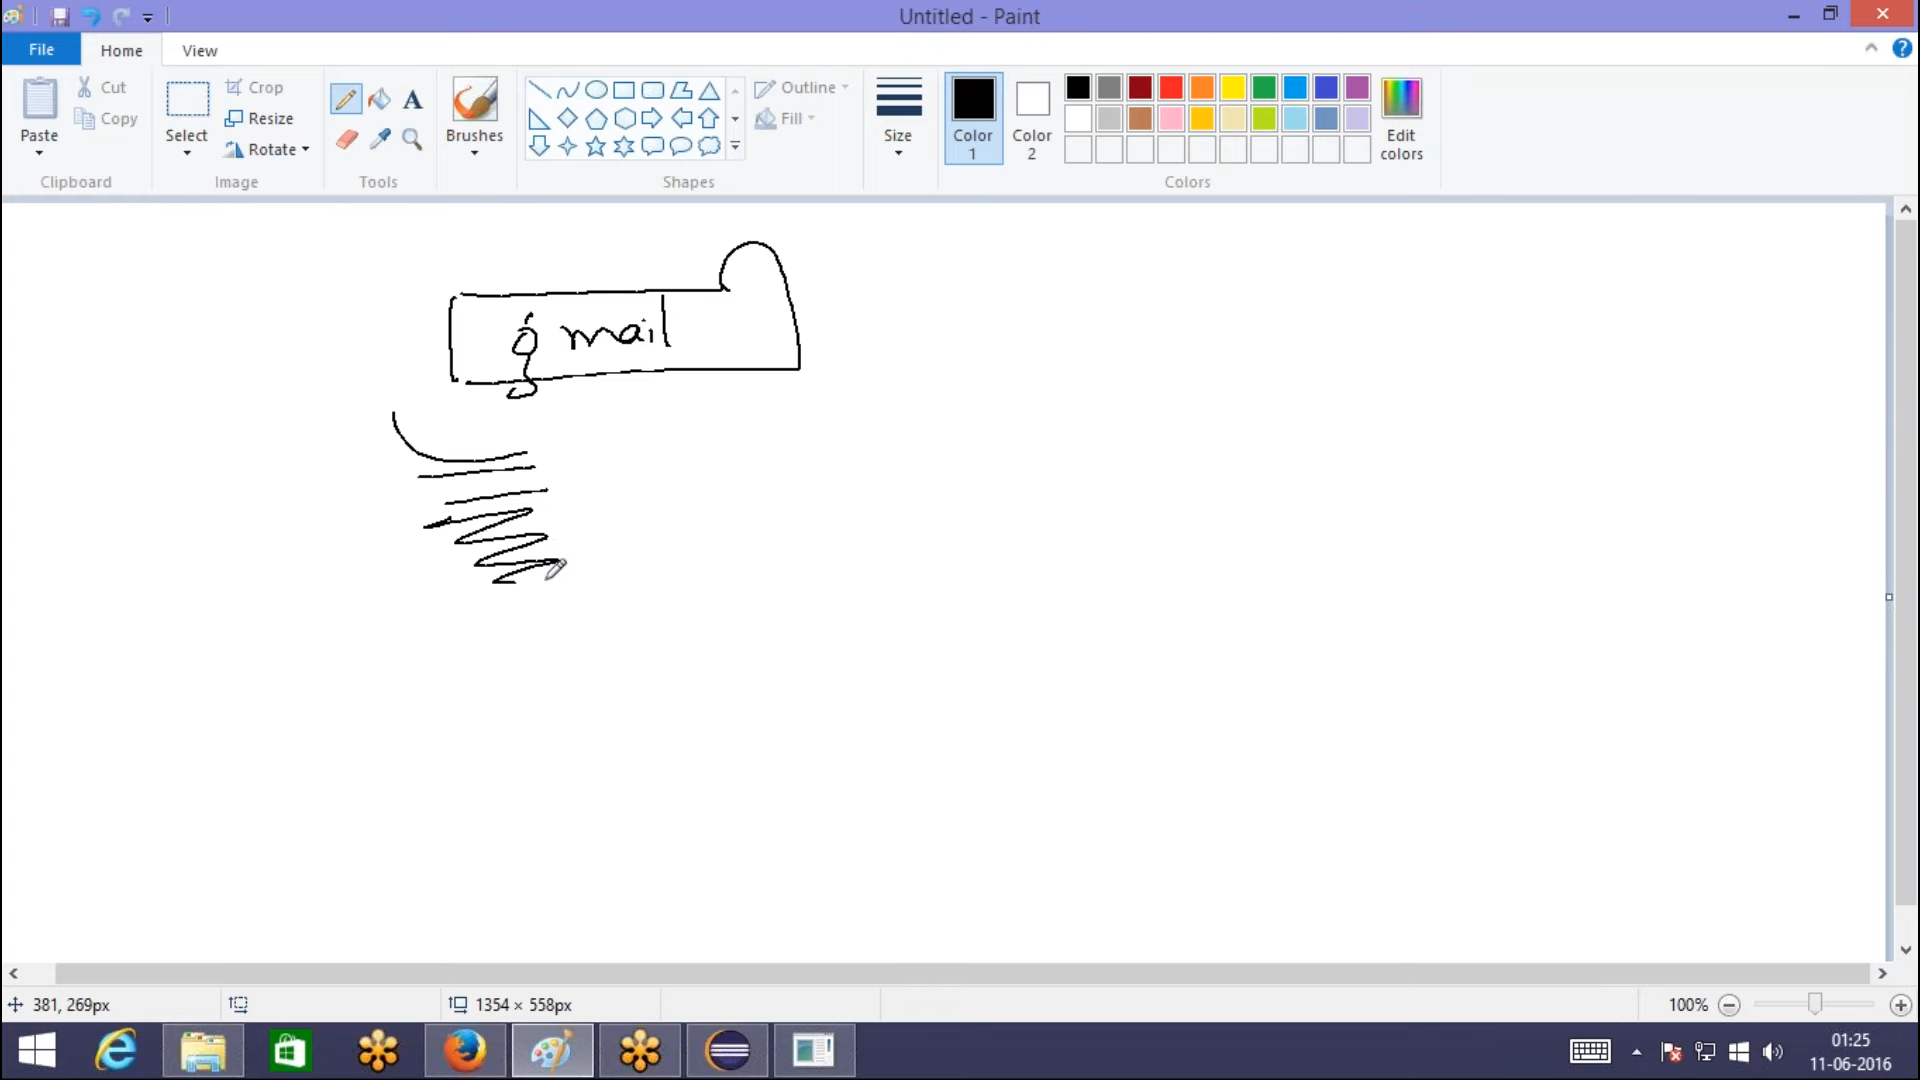 Untitled - Paint
File Home View
Paste
Cut
Copy
Clipboard
Select
Crop
Resize
Rotate
Image
A
Tools
Brushes
Outline
Fill
Shapes
Size
Color 1
Color 2
Edit colors
Colors
g mail
381, 269px
1354 × 558px
100%
01:25
11-06-2016